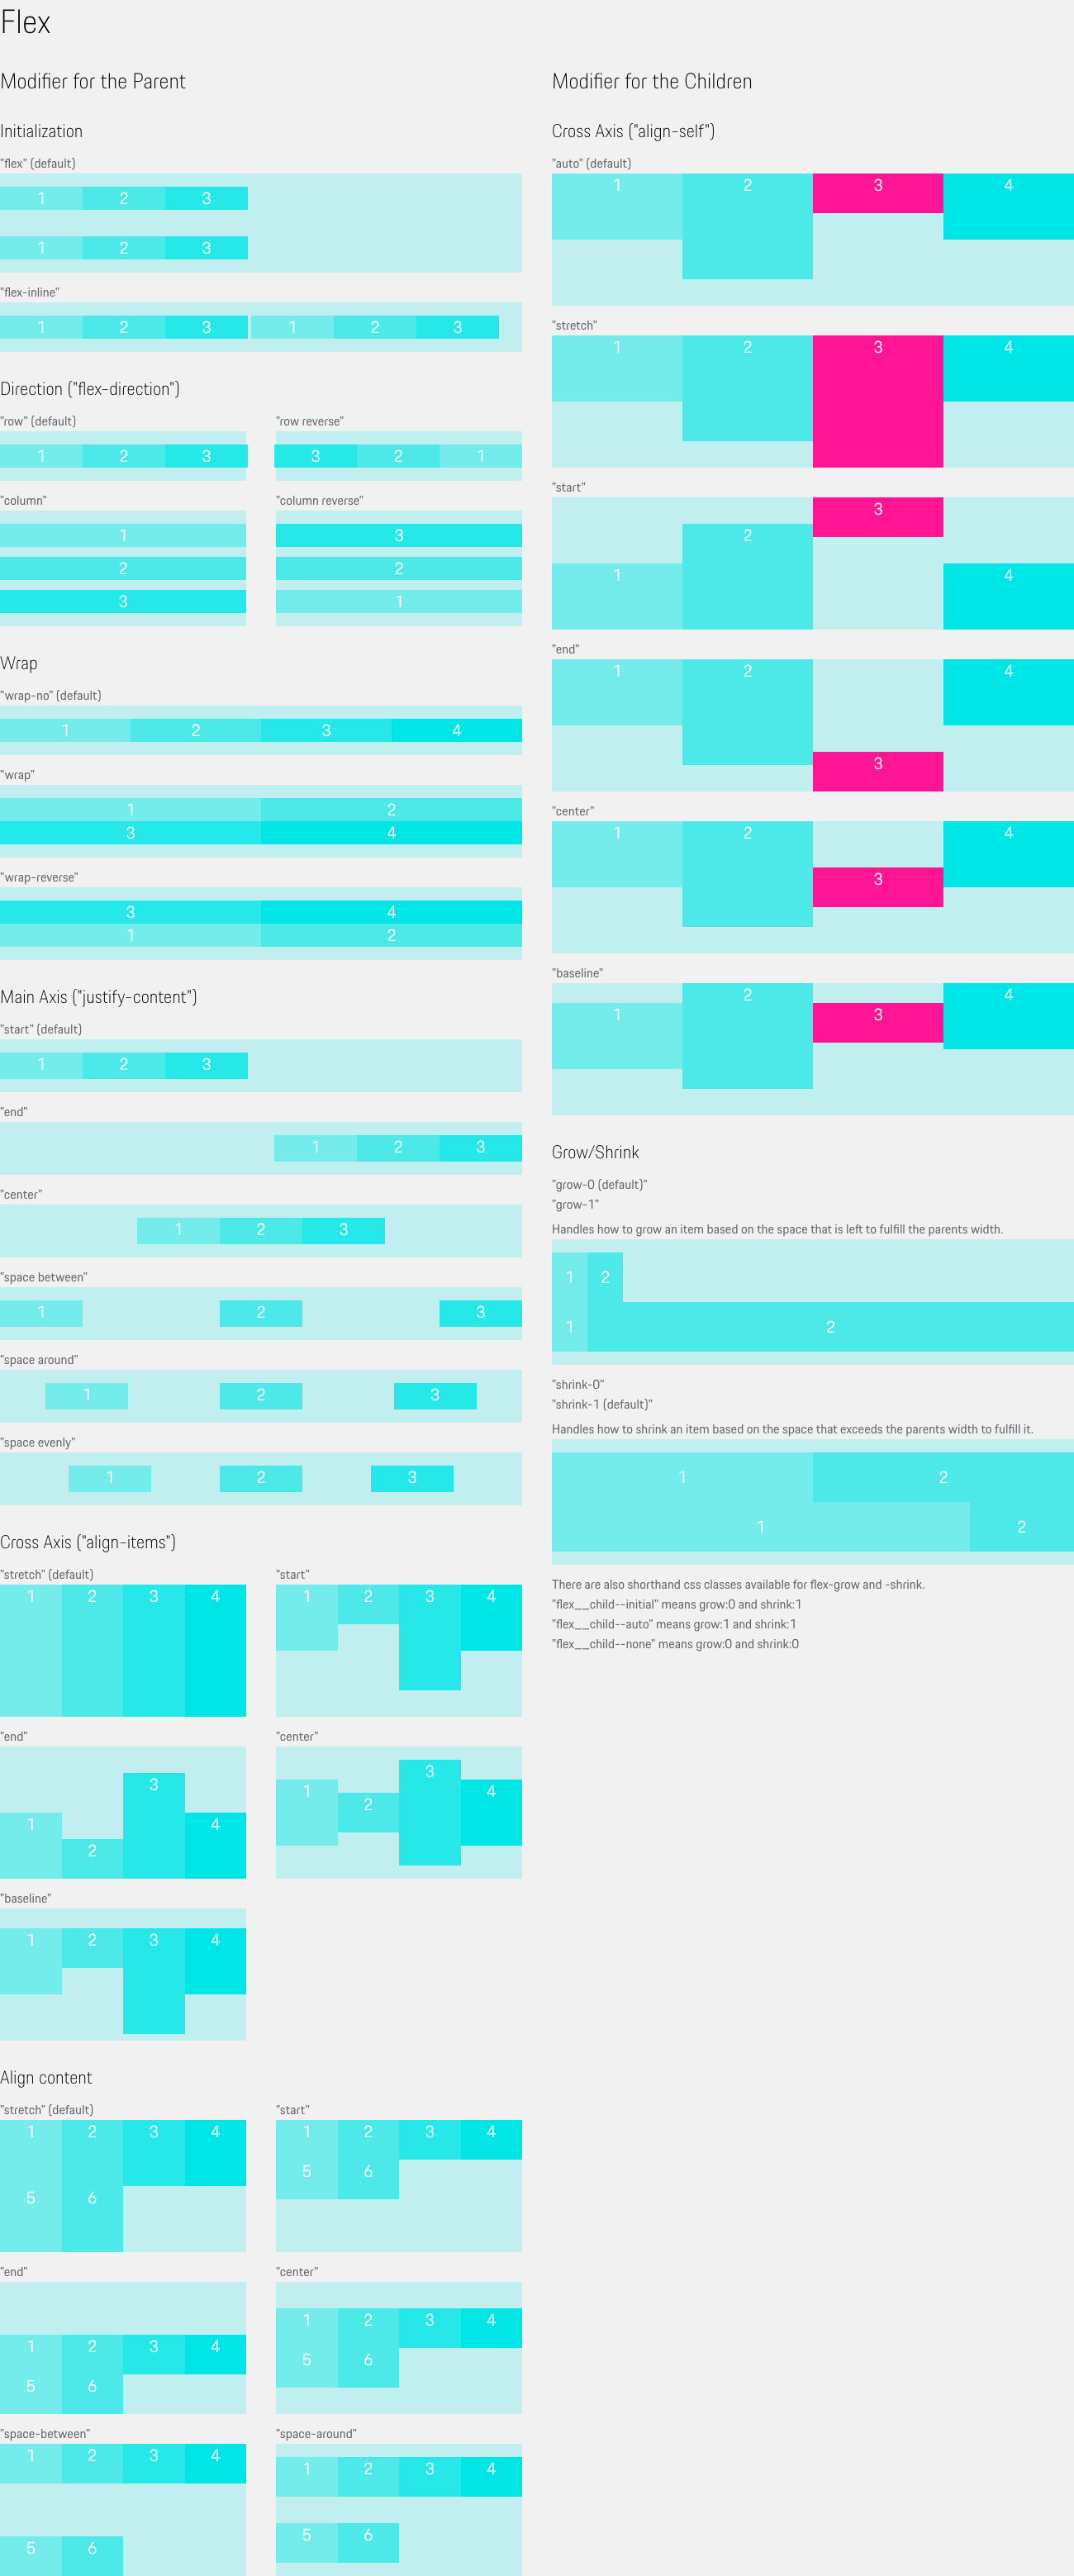 Flex
Modifier for the Parent
Initialization
"flex" (default)
1 2 3
1 2 3
"flex-inline"
1 2 3 1 2 3
Direction ("flex-direction")
"row" (default)
1 2 3
"row reverse"
3 2 1
"column"
1
2
3
"column reverse"
3
2
1
Wrap
"wrap-no" (default)
1 2 3 4
"wrap"
1 2
3 4
"wrap-reverse"
3 4
1 2
Main Axis ("justify-content")
"start" (default)
1 2 3
"end"
1 2 3
"center"
1 2 3
"space between"
1 2 3
"space around"
1 2 3
"space evenly"
1 2 3
Cross Axis ("align-items")
"stretch" (default)
1 2 3 4
"start"
1 2 3 4
"end"
1 2 3 4
"center"
1 2 3 4
"baseline"
1 2 3 4
Align content
"stretch" (default)
1 2 3 4
5 6
"start"
1 2 3 4
5 6
"end"
1 2 3 4
5 6
"center"
1 2 3 4
5 6
"space-between"
1 2 3 4
5 6
"space-around"
1 2 3 4
5 6
Modifier for the Children
Cross Axis ("align-self")
"auto" (default)
1 2 3 4
"stretch"
1 2 3 4
"start"
1 2 3 4
"end"
1 2 3 4
"center"
1 2 3 4
"baseline"
1 2 3 4
Grow/Shrink
"grow-0 (default)"
"grow-1"
Handles how to grow an item based on the space that is left to fulfill the parents width.
1 2
1 2
"shrink-0"
"shrink-1 (default)"
Handles how to shrink an item based on the space that exceeds the parents width to fulfill it.
1 2
1 2
There are also shorthand css classes available for flex-grow and -shrink.
"flex__child--initial" means grow:0 and shrink:1
"flex__child--auto" means grow:1 and shrink:1
"flex__child--none" means grow:0 and shrink:0